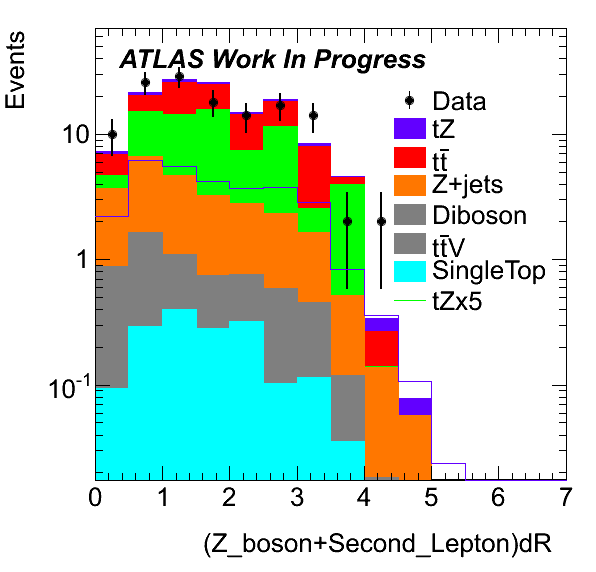 Events
ATLAS Work In Progress
Data
tZ
tt̄
Z+jets
Diboson
tt̄V
SingleTop
tZx5
10
1
10⁻¹
0 1 2 3 4 5 6 7
(Z_boson+Second_Lepton)dR